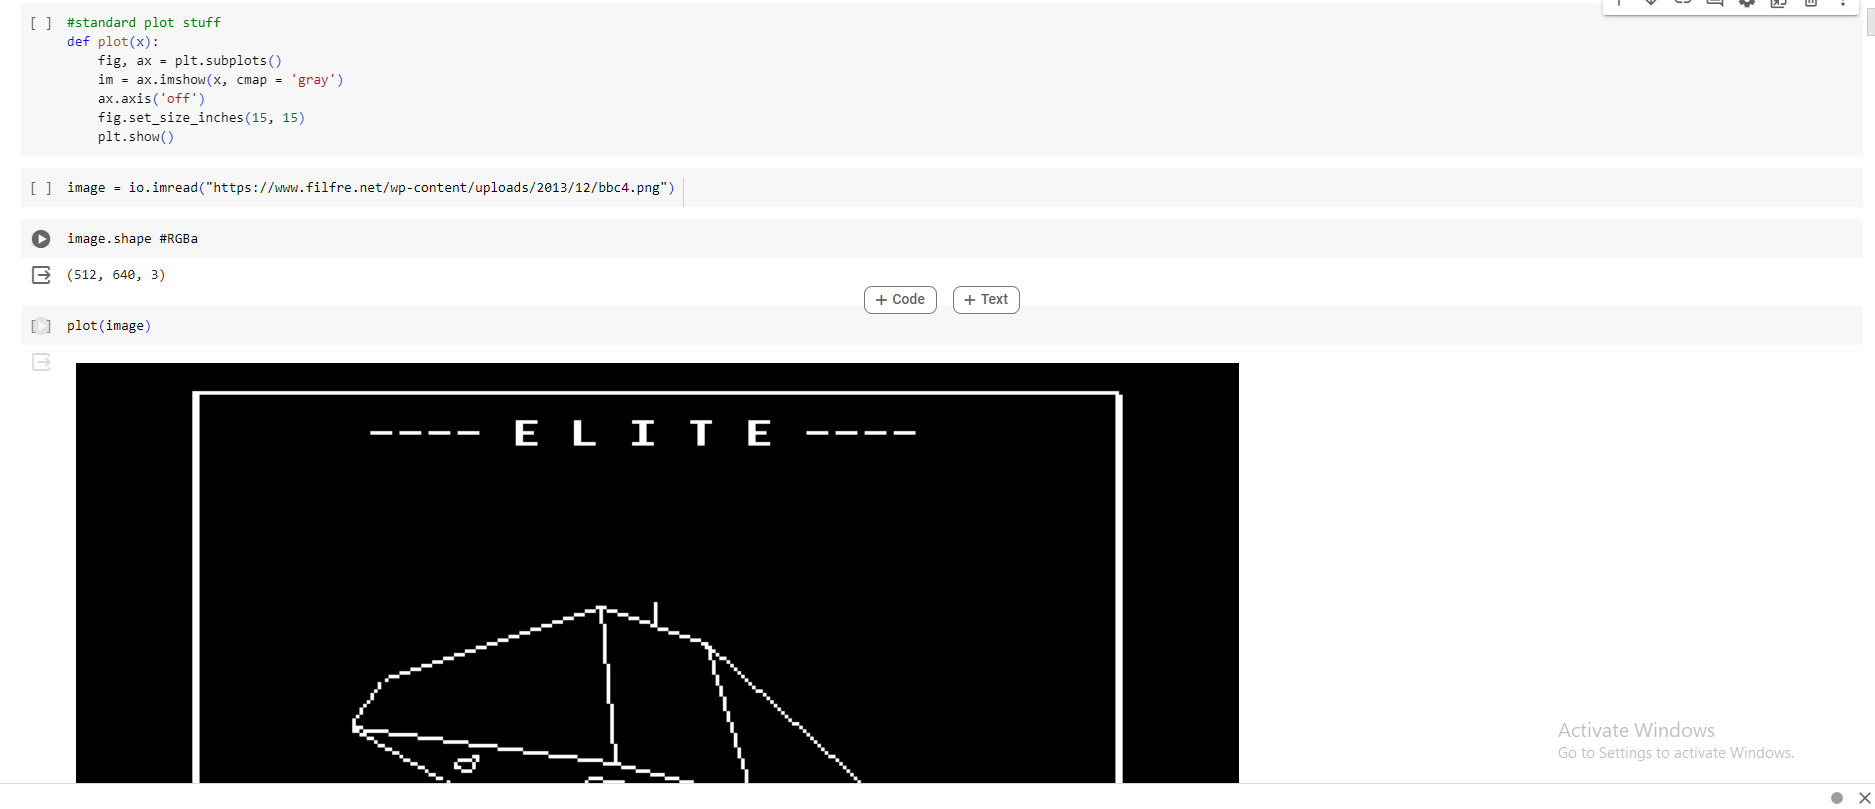 [ ] #standard plot stuff
def plot(x):
    fig, ax = plt.subplots()
    im = ax.imshow(x, cmap = 'gray')
    ax.axis('off')
    fig.set_size_inches(15, 15)
    plt.show()
[ ] image = io.imread("https://www.filfre.net/wp-content/uploads/2013/12/bbc4.png")
image.shape #RGBa
(512, 640, 3)
+ Code + Text
[ ] plot(image)
---- E L I T E ----
Activate Windows
Go to Settings to activate Windows.